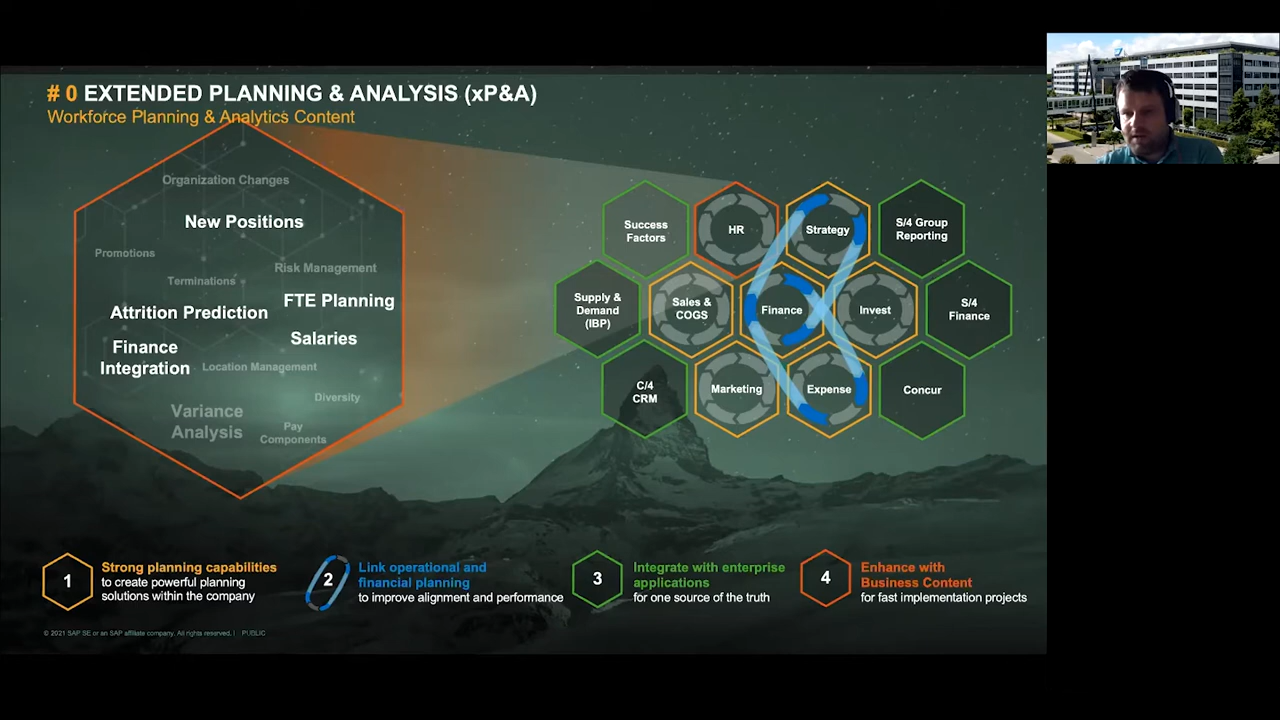 # 0 EXTENDED PLANNING & ANALYSIS (xP&A)
Workforce Planning & Analytics Content
Organization Changes
New Positions
Promotions
Risk Management
Terminations
FTE Planning
Attrition Prediction
Salaries
Finance
Integration
Location Management
Diversity
Variance
Analysis
Pay
Components
Success
Factors
HR
Strategy
S/4 Group
Reporting
Supply &
Demand
(IBP)
Sales &
COGS
Finance
Invest
S/4
Finance
C/4
CRM
Marketing
Expense
Concur
1
Strong planning capabilities
to create powerful planning
solutions within the company
2
Link operational and
financial planning
to improve alignment and performance
3
Integrate with enterprise
applications
for one source of the truth
4
Enhance with
Business Content
for fast implementation projects
© 2021 SAP SE or an SAP affiliate company. All rights reserved. | PUBLIC